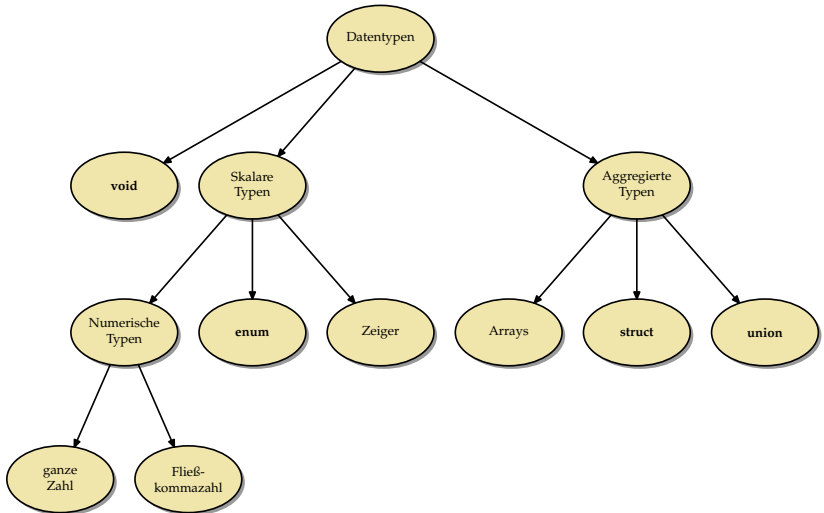 Datentypen
void
Skalare
Typen
Aggregierte
Typen
Numerische
Typen
enum
Zeiger
Arrays
struct
union
ganze
Zahl
Fließ-
kommazahl